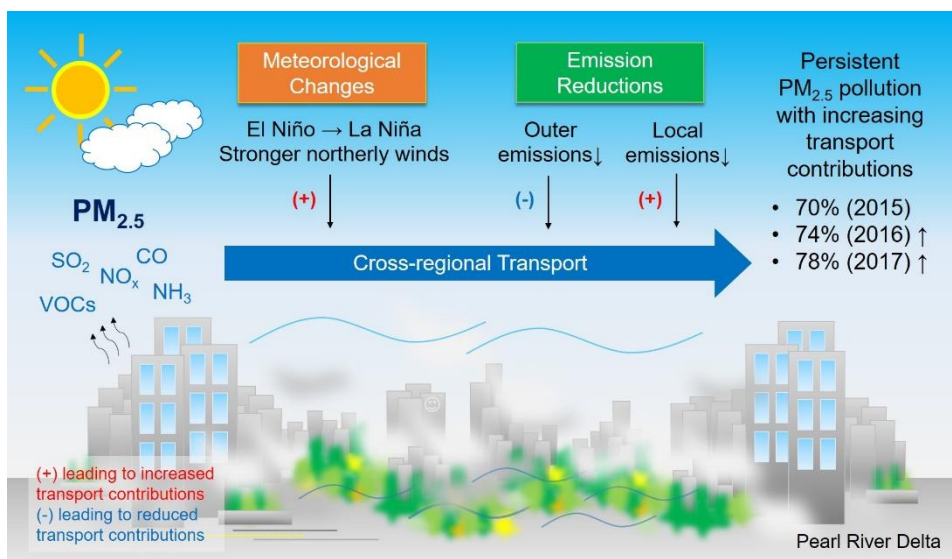 Meteorological
Changes
El Niño → La Niña
Stronger northerly winds
(+)
Emission
Reductions
Outer
emissions↓
Local
emissions↓
(-)
(+)
Cross-regional Transport
Persistent
PM₂.₅ pollution
with increasing
transport
contributions
• 70% (2015)
• 74% (2016) ↑
• 78% (2017) ↑
PM₂.₅
SO₂
CO
NOₓ
VOCs
NH₃
(+) leading to increased
transport contributions
(-) leading to reduced
transport contributions
Pearl River Delta